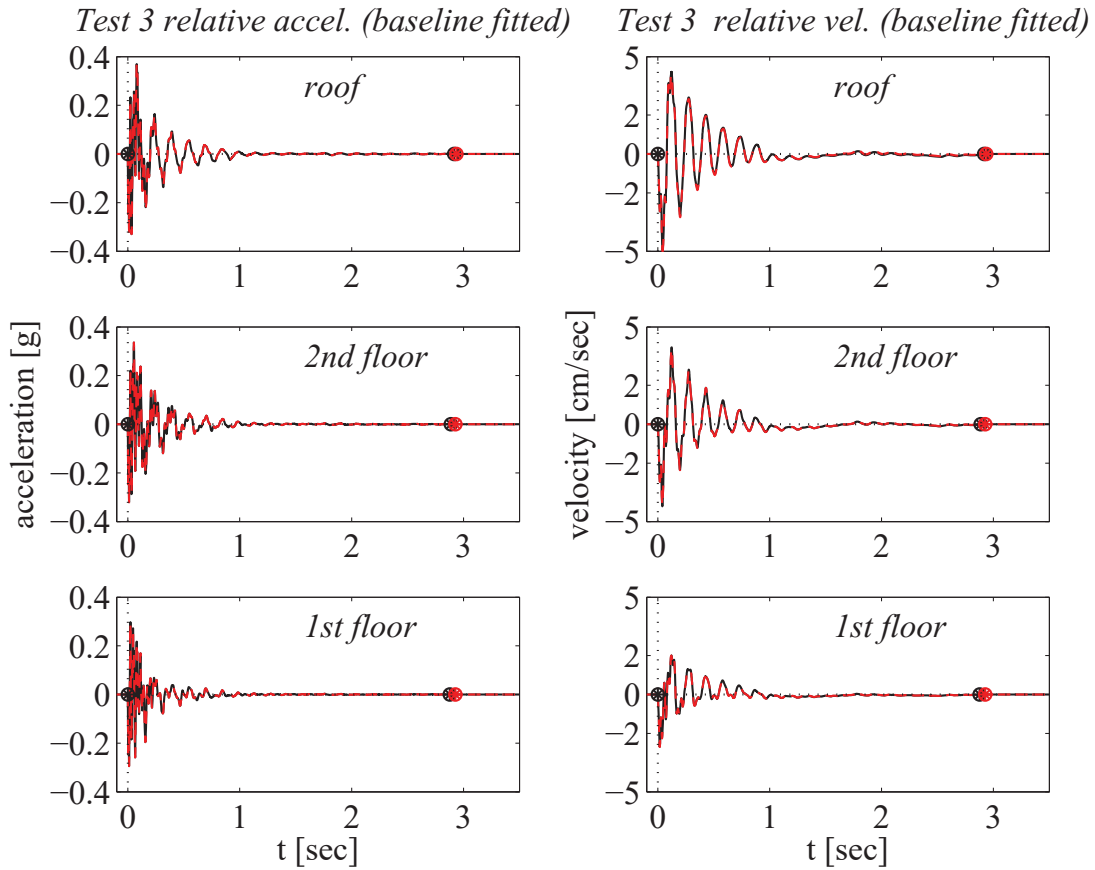 Test 3 relative accel. (baseline fitted)
Test 3 relative vel. (baseline fitted)
roof
0.4
0.2
0
−0.2
−0.4
0 1 2 3
roof
5
2
0
−2
−5
0 1 2 3
acceleration [g]
2nd floor
0.4
0.2
0
−0.2
−0.4
0 1 2 3
velocity [cm/sec]
2nd floor
5
2
0
−2
−5
0 1 2 3
1st floor
0.4
0.2
0
−0.2
−0.4
0 1 2 3
t [sec]
1st floor
5
2
0
−2
−5
0 1 2 3
t [sec]